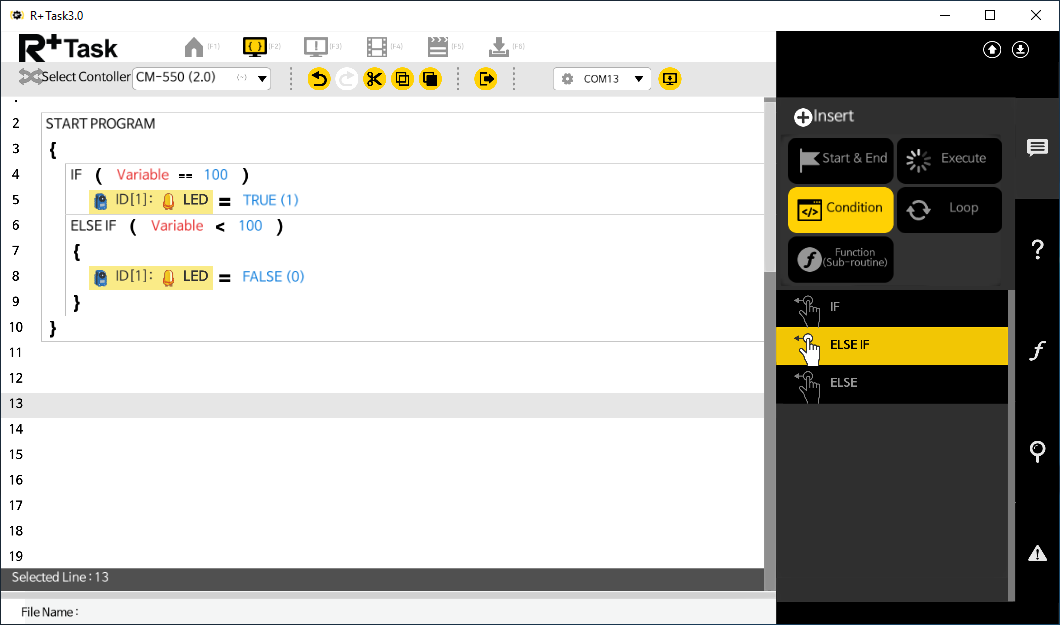 R+ Task3.0
R+Task (F1) (F2) (F3) (F4) (F5) (F6)
Select Contoller CM-550 (2.0) COM13
2 START PROGRAM
3 {
4 IF ( Variable == 100 )
5 ID[1]: LED = TRUE (1)
6 ELSE IF ( Variable < 100 )
7 {
8 ID[1]: LED = FALSE (0)
9 }
10 }
11
12
13
14
15
16
17
18
19
Selected Line : 13
File Name :
Insert
Start & End
Execute
Condition
Loop
Function
(Sub-routine)
IF
ELSE IF
ELSE